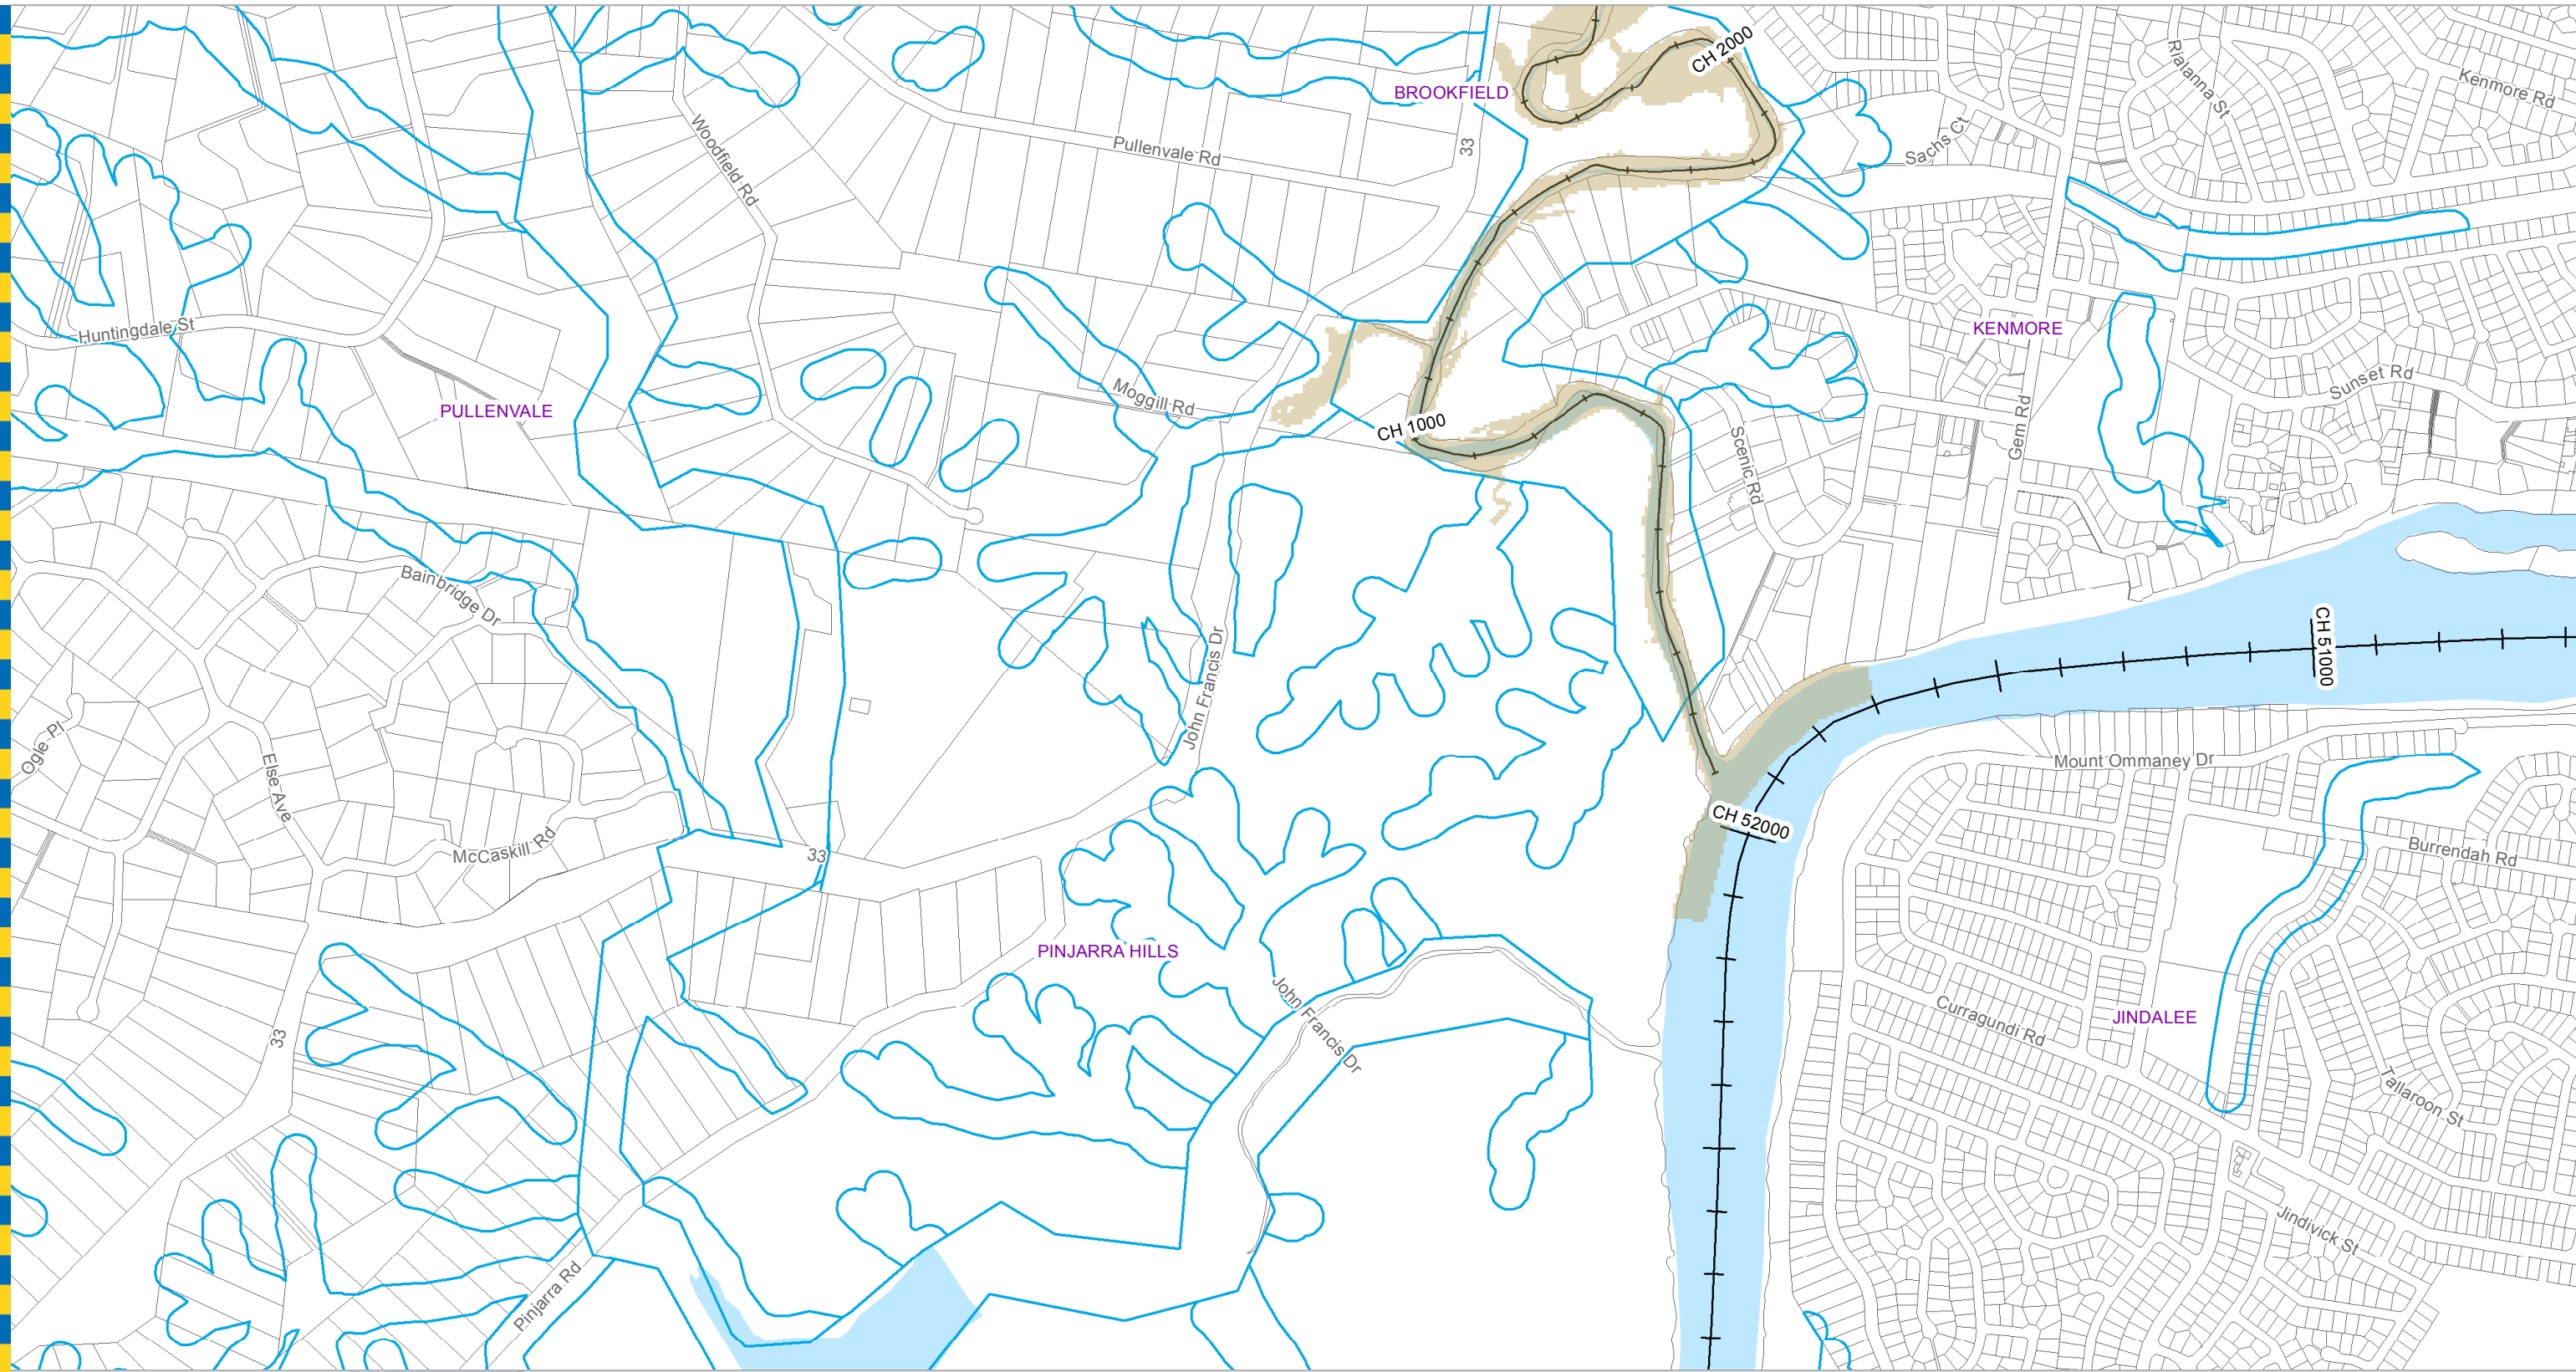 CH 2000
Rialanna St
Kenmore Rd
BROOKFIELD
Woodfield Rd
Pullenvale Rd
33
Sachs Ct
Huntingdale St
KENMORE
PULLENVALE
Moggill Rd
CH 1000
Sunset Rd
Gem Rd
Scenic Rd
Bainbridge Dr
John Francis Dr
CH 51000
Ogle Pl
Else Ave
Mount Ommaney Dr
CH 52000
McCaskill Rd
33
Burrendah Rd
PINJARRA HILLS
John Francis Dr
Curragundi Rd
JINDALEE
33
Tallaroon St
Jindivick St
Pinjarra Rd